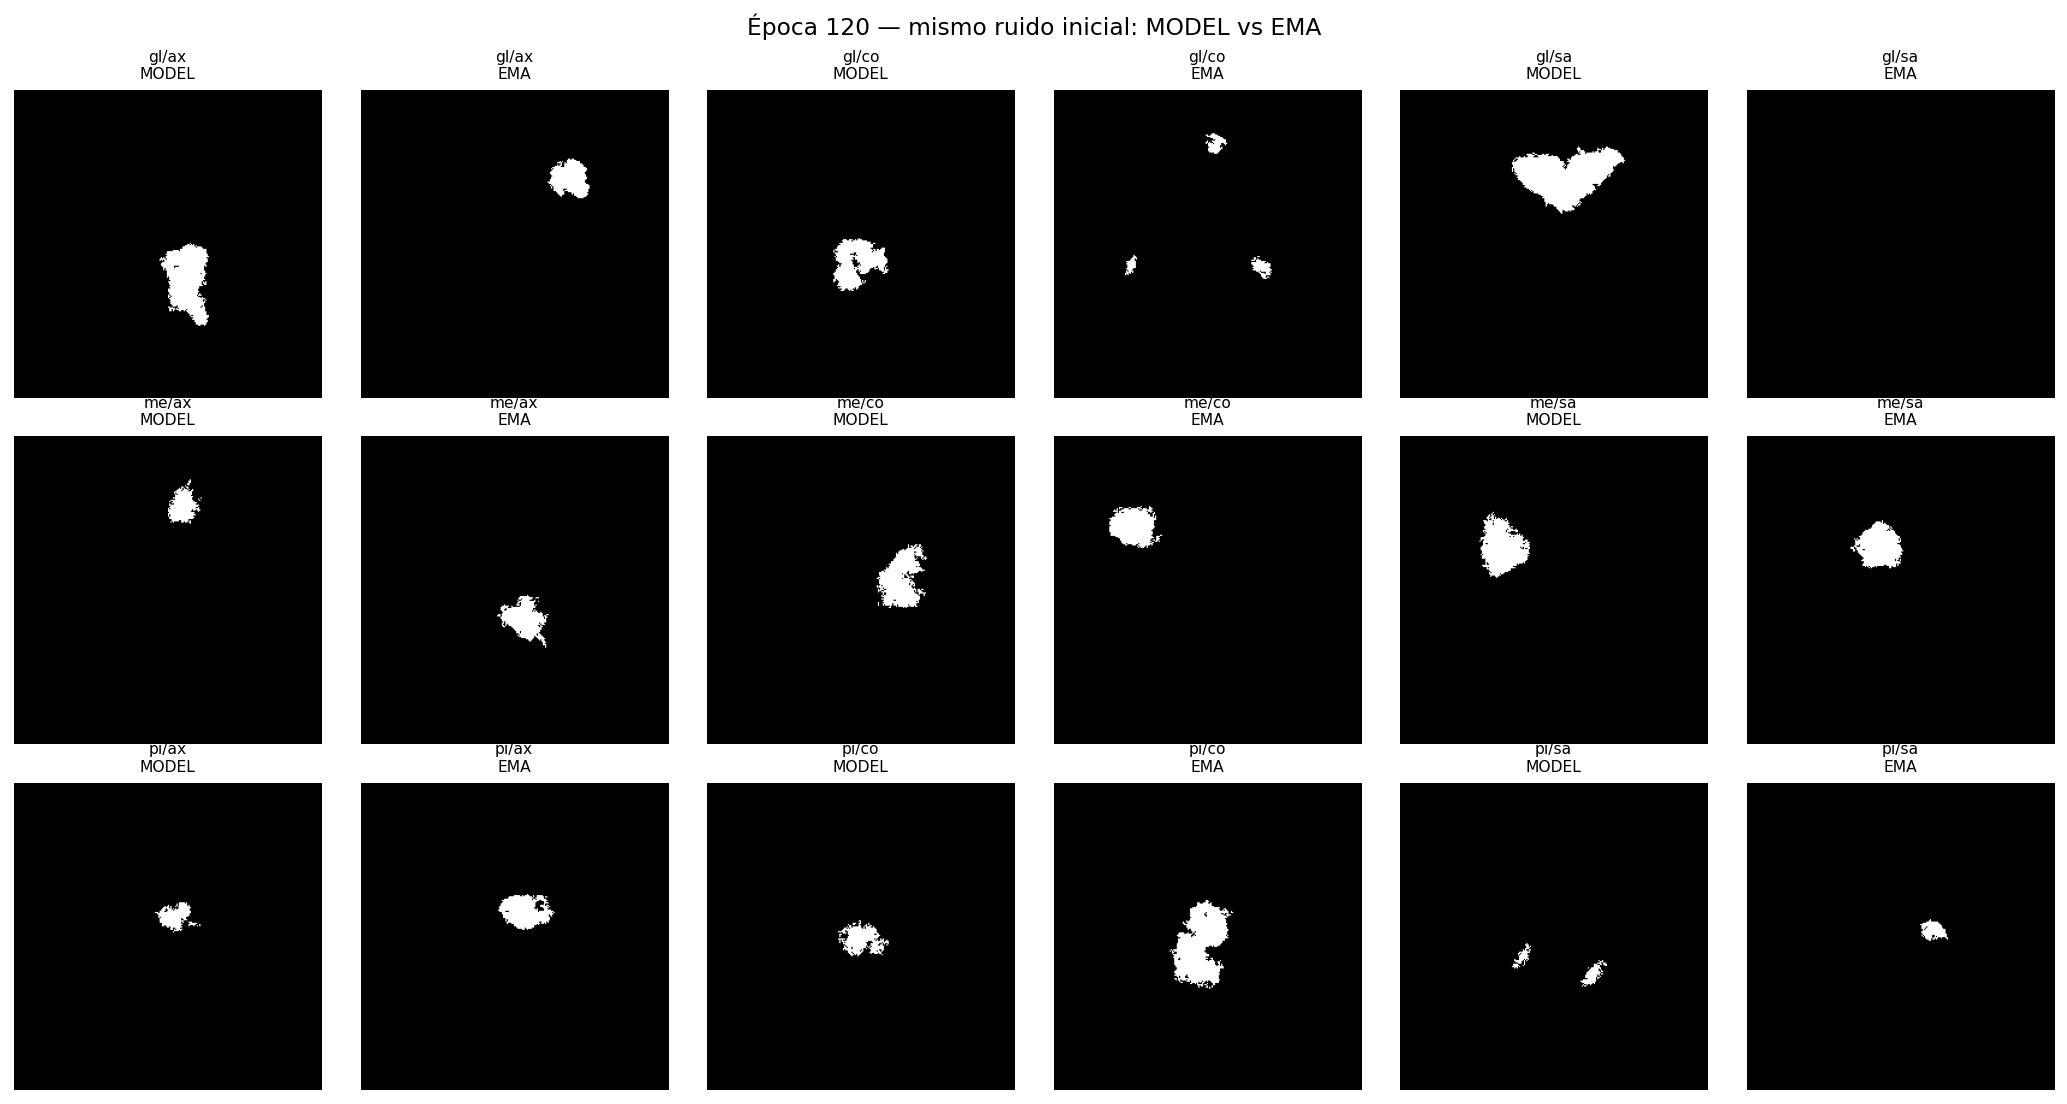 Época 120 — mismo ruido inicial: MODEL vs EMA
gl/ax
MODEL
gl/ax
EMA
gl/co
MODEL
gl/co
EMA
gl/sa
MODEL
gl/sa
EMA
me/ax
MODEL
me/ax
EMA
me/co
MODEL
me/co
EMA
me/sa
MODEL
me/sa
EMA
pi/ax
MODEL
pi/ax
EMA
pi/co
MODEL
pi/co
EMA
pi/sa
MODEL
pi/sa
EMA